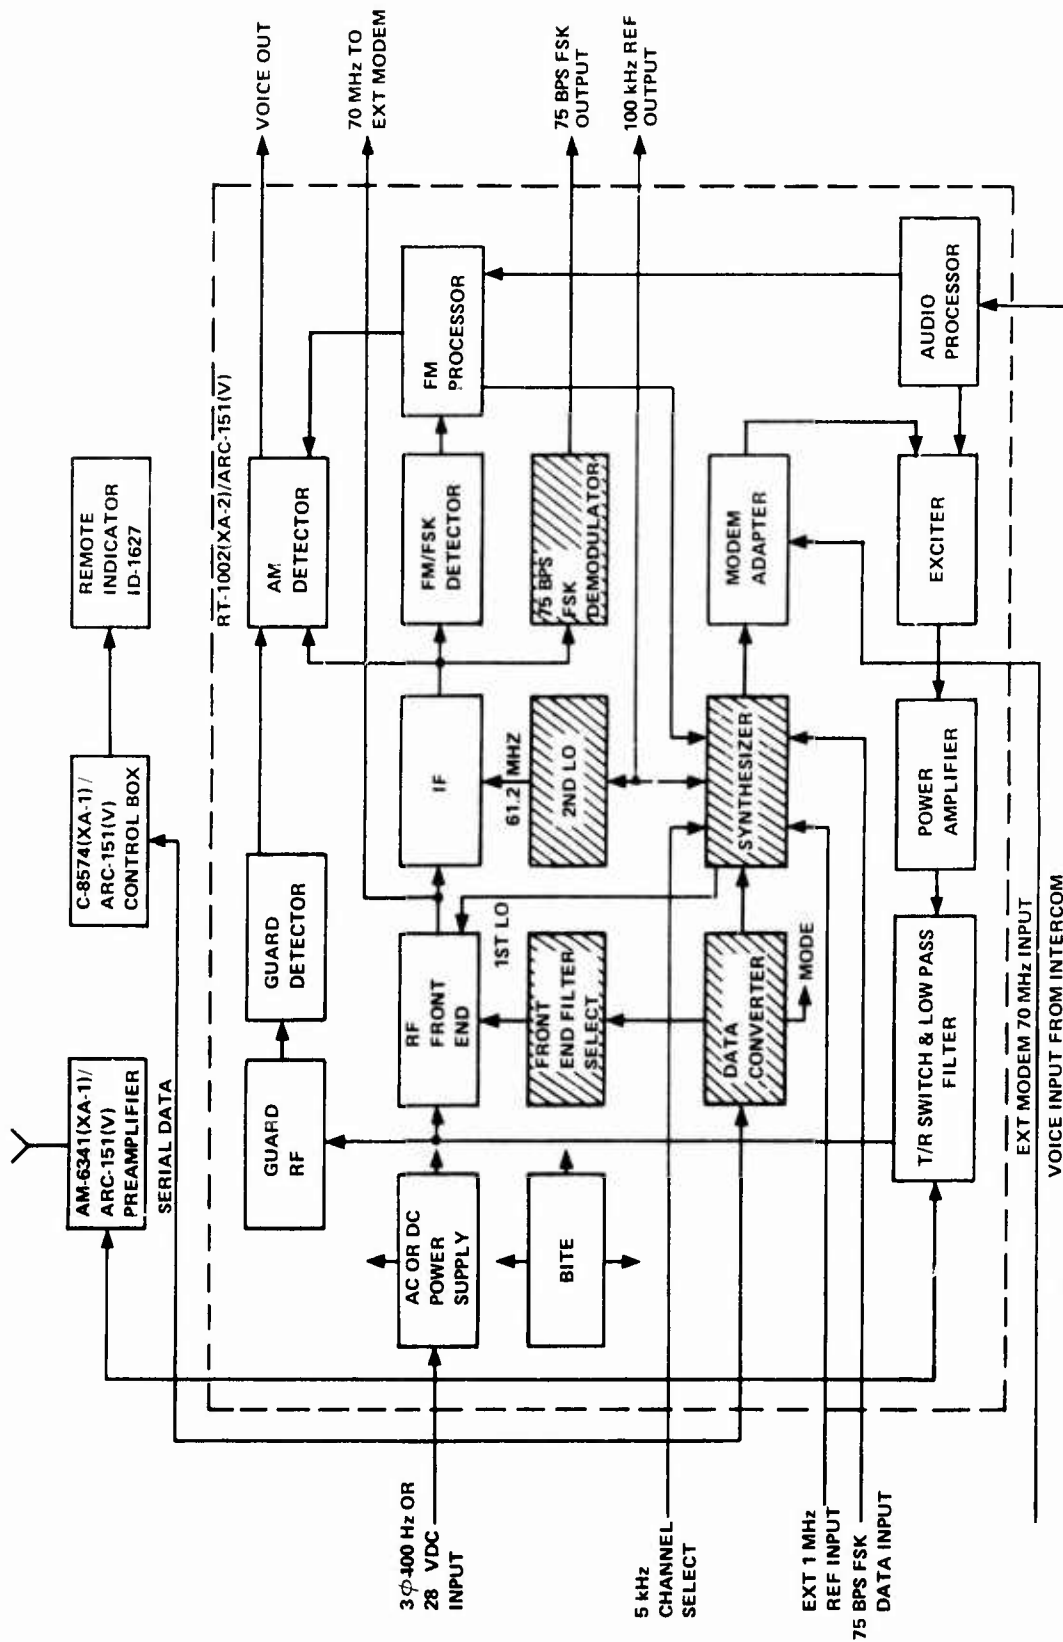 AM-6341(XA-1)/
ARC-151(V)
PREAMPLIFIER
C-8574(XA-1)/
ARC-151(V)
CONTROL BOX
REMOTE
INDICATOR
ID-1627
SERIAL DATA
RT-1002(XA-2)/ARC-151(V)
GUARD
RF
GUARD
DETECTOR
AM
DETECTOR
VOICE OUT
70 MHz TO
EXT MODEM
3ϕ400 Hz OR
28 VDC
INPUT
AC OR DC
POWER
SUPPLY
RF
FRONT
END
IF
FM/FSK
DETECTOR
FM
PROCESSOR
1ST LO
61.2 MHZ
BITE
FRONT
END FILTER
SELECT
2ND LO
75 BPS
FSK
DEMODULATOR
75 BPS FSK
OUTPUT
100 kHz REF
OUTPUT
5 kHz
CHANNEL
SELECT
DATA
CONVERTER
MODE
SYNTHESIZER
MODEM
ADAPTER
EXT 1 MHz
REF INPUT
75 BPS FSK
DATA INPUT
T/R SWITCH & LOW PASS
FILTER
POWER
AMPLIFIER
EXCITER
AUDIO
PROCESSOR
EXT MODEM 70 MHz INPUT
VOICE INPUT FROM INTERCOM